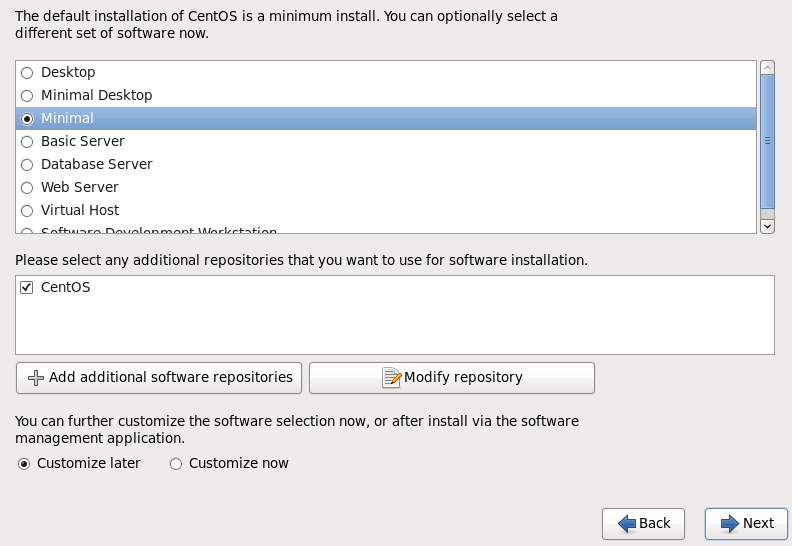 The default installation of CentOS is a minimum install. You can optionally select a
different set of software now.
Desktop
Minimal Desktop
Minimal
Basic Server
Database Server
Web Server
Virtual Host
Software Development Workstation
Please select any additional repositories that you want to use for software installation.
CentOS
Add additional software repositories
Modify repository
You can further customize the software selection now, or after install via the software
management application.
Customize later
Customize now
Back
Next